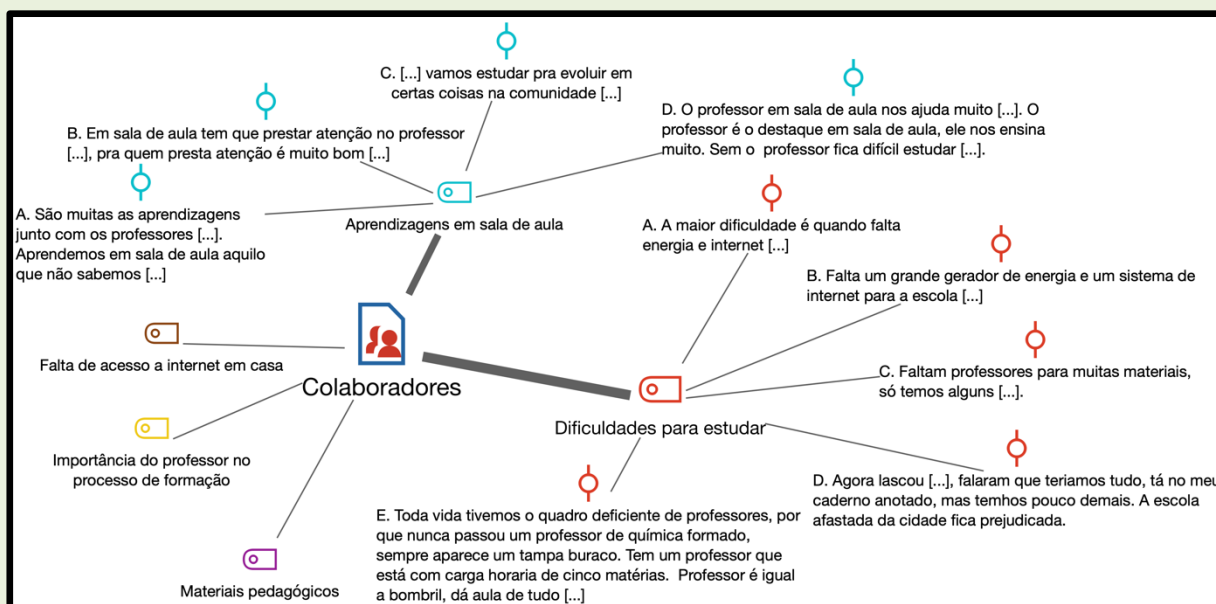 C. [...] vamos estudar pra evoluir em
certas coisas na comunidade [...]
B. Em sala de aula tem que prestar atenção no professor
[...], pra quem presta atenção é muito bom [...]
D. O professor em sala de aula nos ajuda muito [...]. O
professor é o destaque em sala de aula, ele nos ensina
muito. Sem o professor fica difícil estudar [...].
A. São muitas as aprendizagens
junto com os professores [...].
Aprendemos em sala de aula aquilo
que não sabemos [...]
Aprendizagens em sala de aula
A. A maior dificuldade é quando falta
energia e internet [...]
B. Falta um grande gerador de energia e um sistema de
internet para a escola [...]
Falta de acesso a internet em casa
Colaboradores
C. Faltam professores para muitas materiais,
só temos alguns [...].
Dificuldades para estudar
Importância do professor no
processo de formação
D. Agora lascou [...], falaram que teriamos tudo, tá no meu
caderno anotado, mas temhos pouco demais. A escola
afastada da cidade fica prejudicada.
E. Toda vida tivemos o quadro deficiente de professores, por
que nunca passou um professor de química formado,
sempre aparece um tampa buraco. Tem um professor que
está com carga horaria de cinco matérias. Professor é igual
a bombril, dá aula de tudo [...]
Materiais pedagógicos